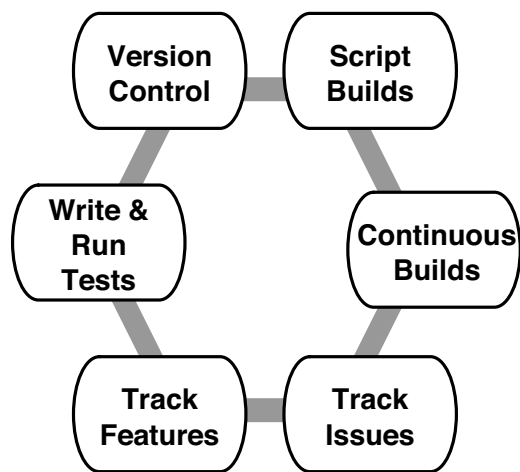 Version
Control
Script
Builds
Write &
Run
Tests
Continuous
Builds
Track
Features
Track
Issues